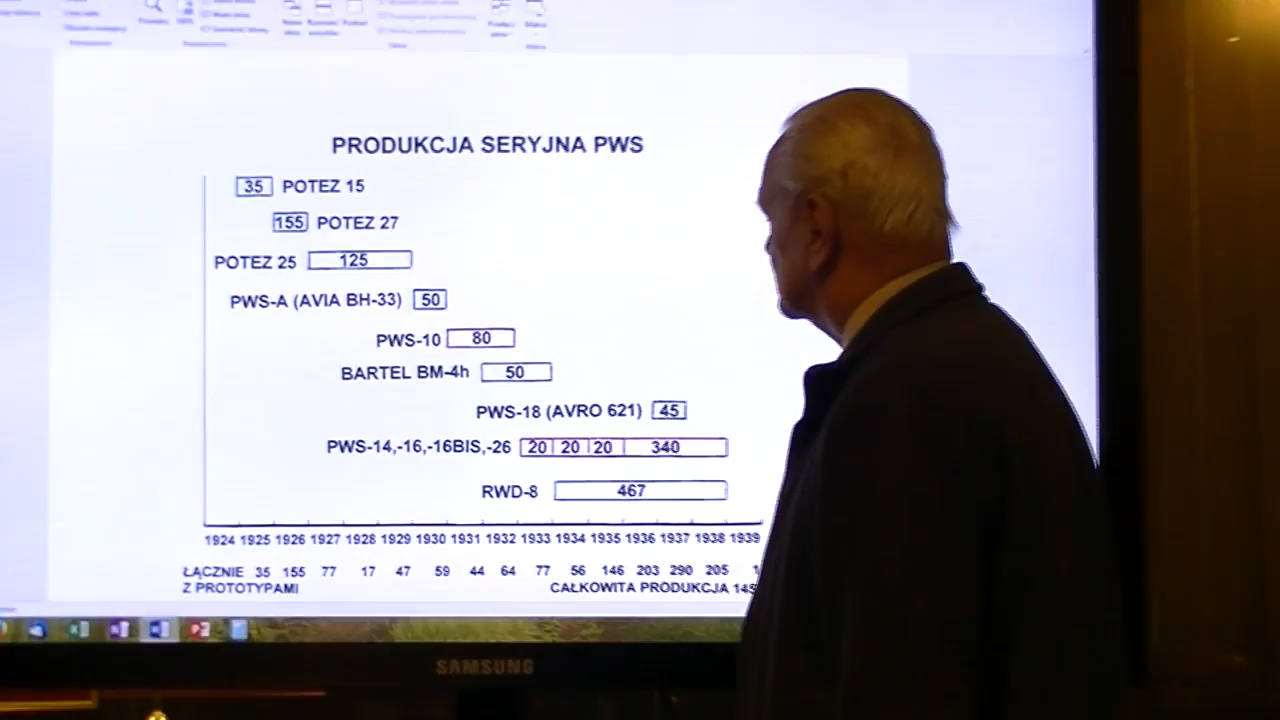 PRODUKCJA SERYJNA PWS
35 POTEZ 15
155 POTEZ 27
POTEZ 25 125
PWS-A (AVIA BH-33) 50
PWS-10 80
BARTEL BM-4h 50
PWS-18 (AVRO 621) 45
PWS-14,-16,-16BIS,-26 20 20 20 340
RWD-8 467
1924 1925 1926 1927 1928 1929 1930 1931 1932 1933 1934 1935 1936 1937 1938 1939
ŁĄCZNIE 35 155 77 17 47 59 44 64 77 56 146 203 290 205 1
Z PROTOTYPAMI CAŁKOWITA PRODUKCJA 145
SAMSUNG